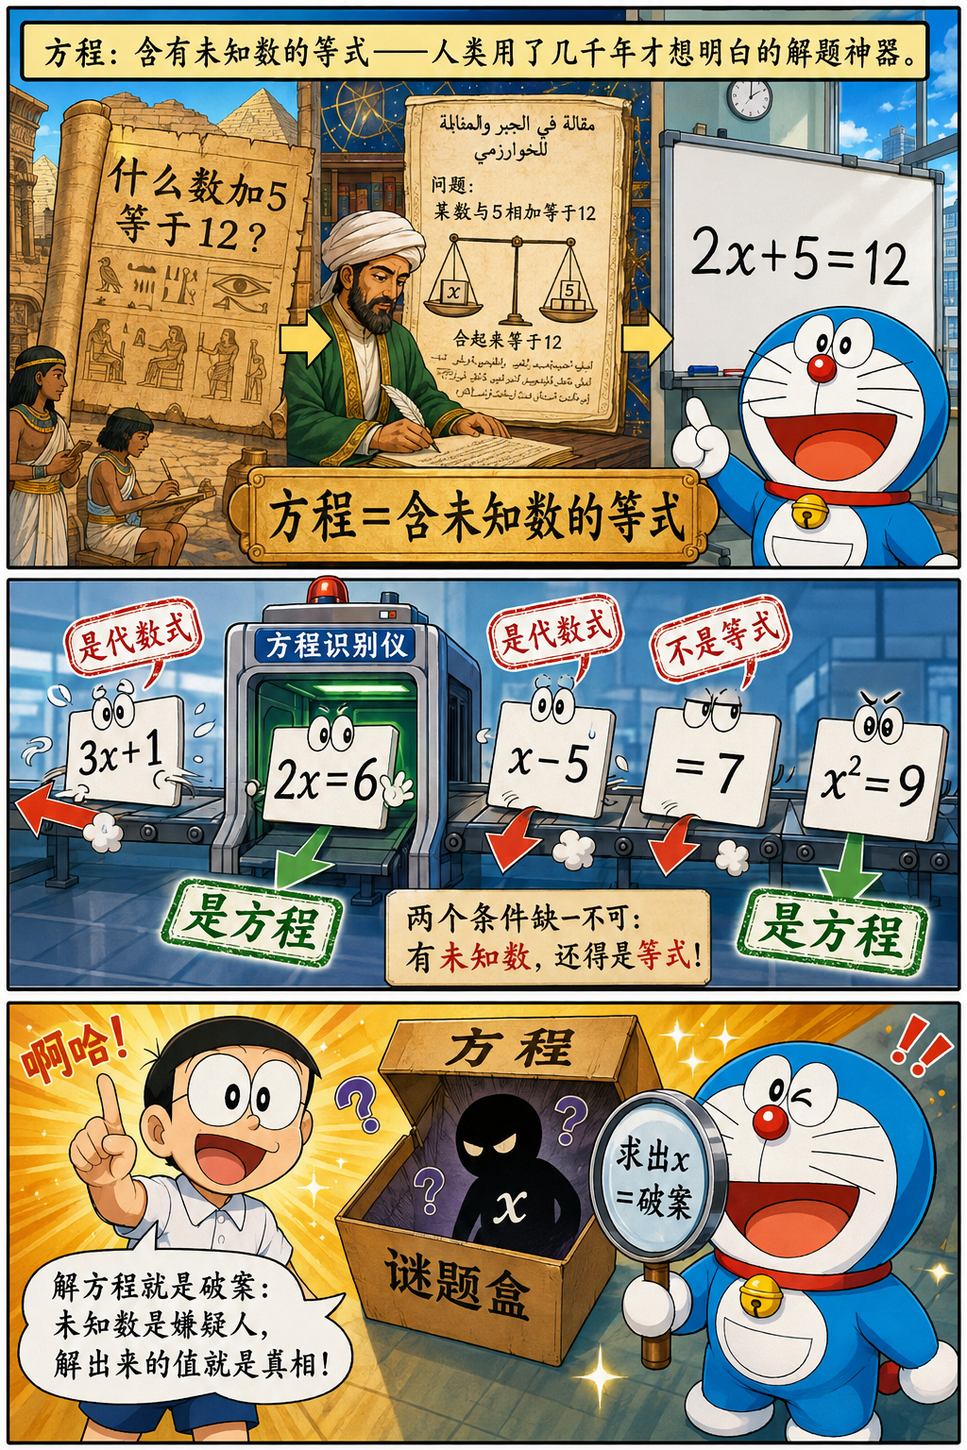 方程：含有未知数的等式——人类用了几千年才想明白的解题神器。
什么数加5
等于12？
مقالة في الجبر والمقابلة
للخوارزمي
问题：
某数与5相加等于12
x
5
合起来等于12
2x+5=12
方程=含未知数的等式
是代数式
方程识别仪
是代数式
不是等式
3x+1
2x=6
x-5
=7
x²=9
是方程
两个条件缺一不可：
有未知数，还得是等式！
是方程
啊哈！
方程
!!
?
?
?
x
求出x
=破案
谜题盒
解方程就是破案：
未知数是嫌疑人，
解出来的值就是真相！